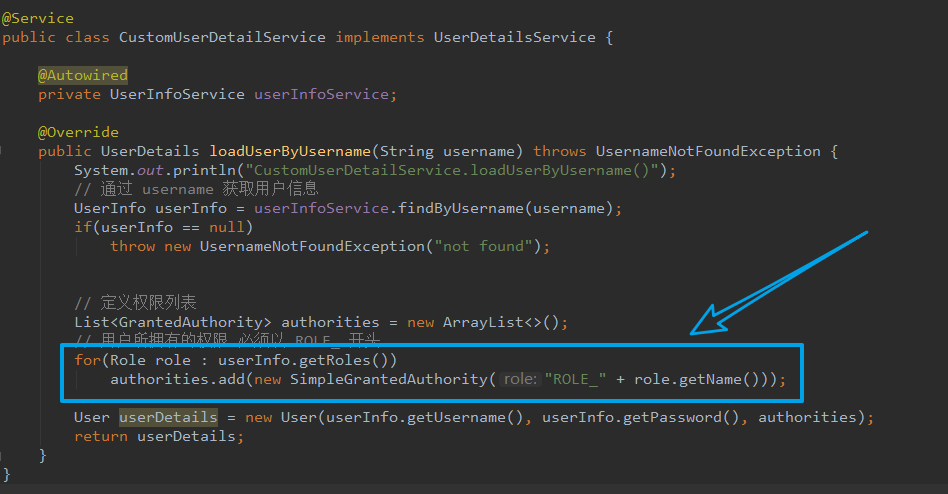 @Service
public class CustomUserDetailService implements UserDetailsService {
@Autowired
private UserInfoService userInfoService;
@Override
public UserDetails loadUserByUsername(String username) throws UsernameNotFoundException {
System.out.println("CustomUserDetailService.loadUserByUsername()");
// 通过 username 获取用户信息
UserInfo userInfo = userInfoService.findByUsername(username);
if(userInfo == null)
throw new UsernameNotFoundException("not found");
// 定义权限列表
List<GrantedAuthority> authorities = new ArrayList<>();
// 用户所拥有的权限 必须以 ROLE_ 开头
for(Role role : userInfo.getRoles())
authorities.add(new SimpleGrantedAuthority( role: "ROLE_" + role.getName()));
User userDetails = new User(userInfo.getUsername(), userInfo.getPassword(), authorities);
return userDetails;
}
}